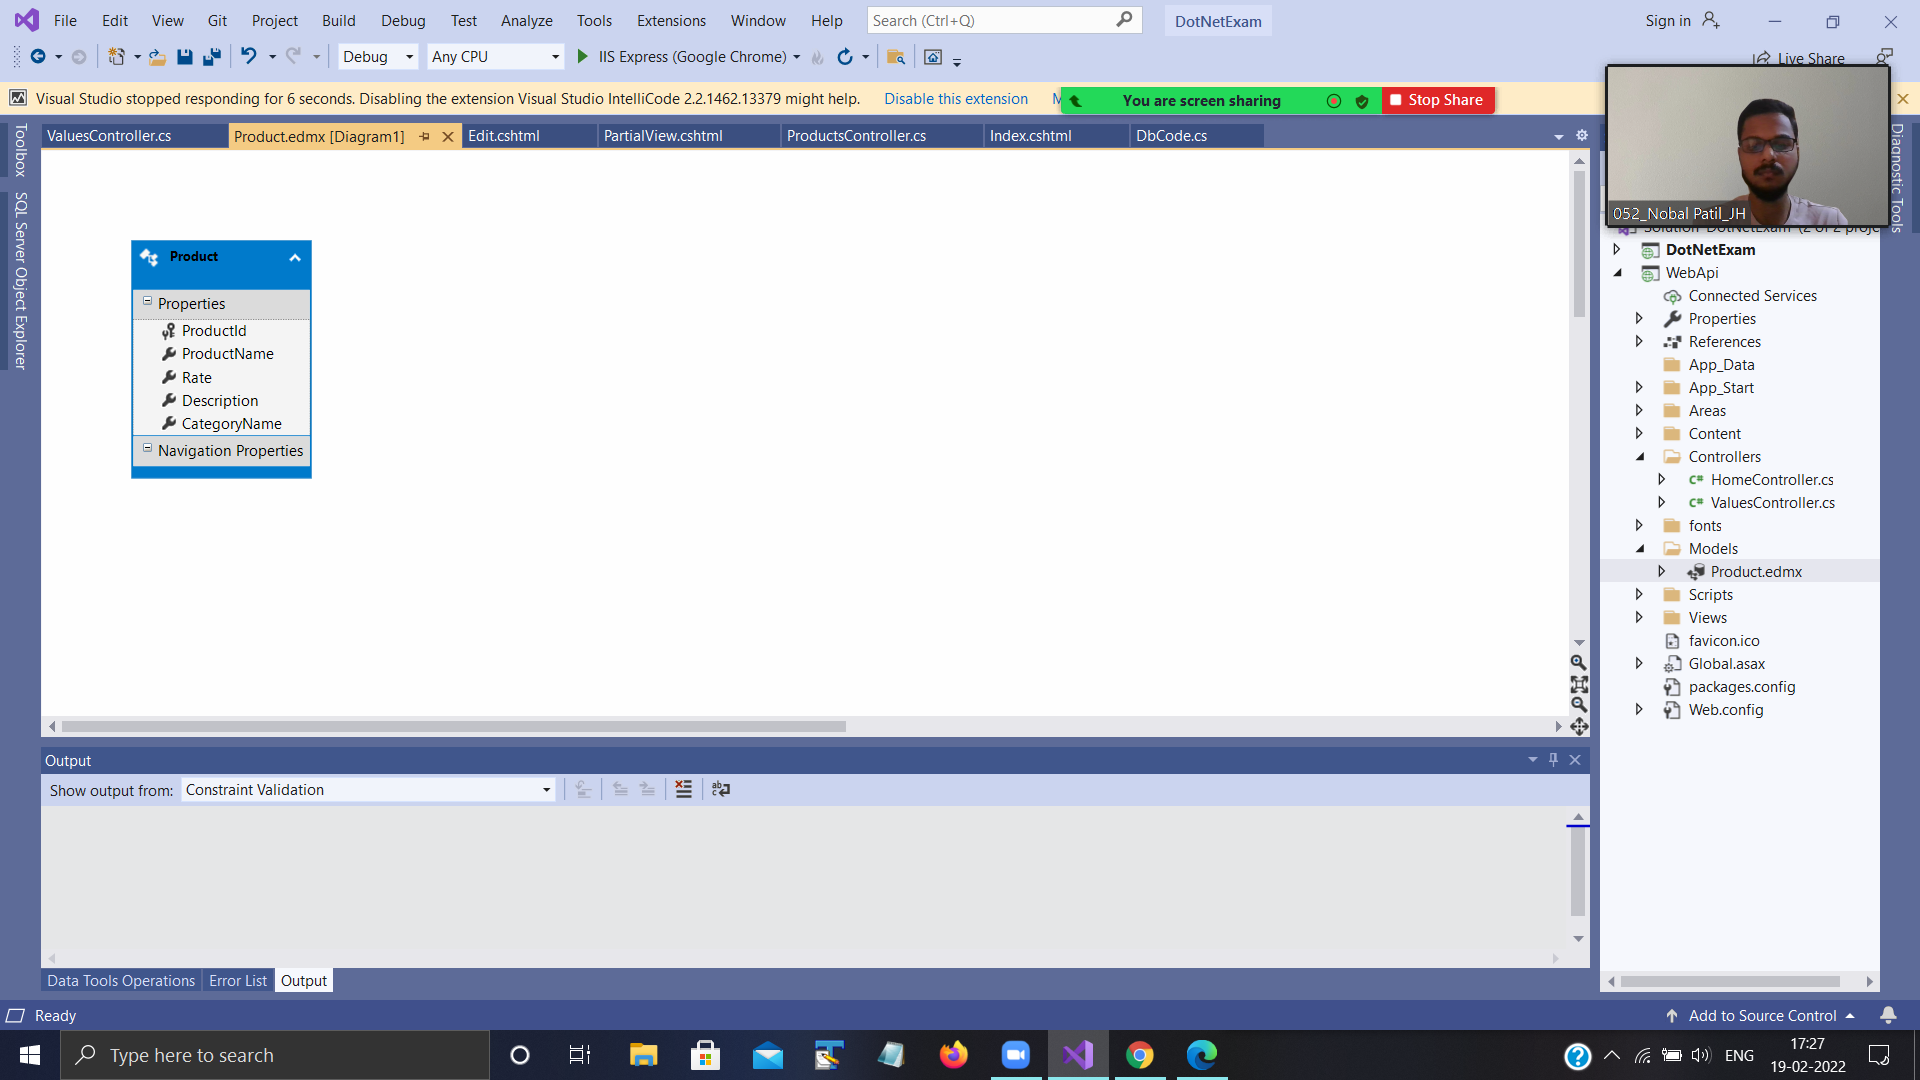 File Edit View Git Project Build Debug Test Analyze Tools Extensions Window Help Search (Ctrl+Q) DotNetExam Sign in
Debug Any CPU IIS Express (Google Chrome) Live Share
Visual Studio stopped responding for 6 seconds. Disabling the extension Visual Studio IntelliCode 2.2.1462.13379 might help. Disable this extension
You are screen sharing Stop Share
ValuesController.cs Product.edmx [Diagram1] Edit.cshtml PartialView.cshtml ProductsController.cs Index.cshtml DbCode.cs
Toolbox
SQL Server Object Explorer
Diagnostic Tools
052_Nobal Patil_JH
Product
Properties
ProductId
ProductName
Rate
Description
CategoryName
Navigation Properties
Solution 'DotNetExam' (2 of 2 proje
DotNetExam
WebApi
Connected Services
Properties
References
App_Data
App_Start
Areas
Content
Controllers
C# HomeController.cs
C# ValuesController.cs
fonts
Models
Product.edmx
Scripts
Views
favicon.ico
Global.asax
packages.config
Web.config
Output
Show output from: Constraint Validation
Data Tools Operations Error List Output
Ready Add to Source Control
Type here to search
ENG
17:27
19-02-2022